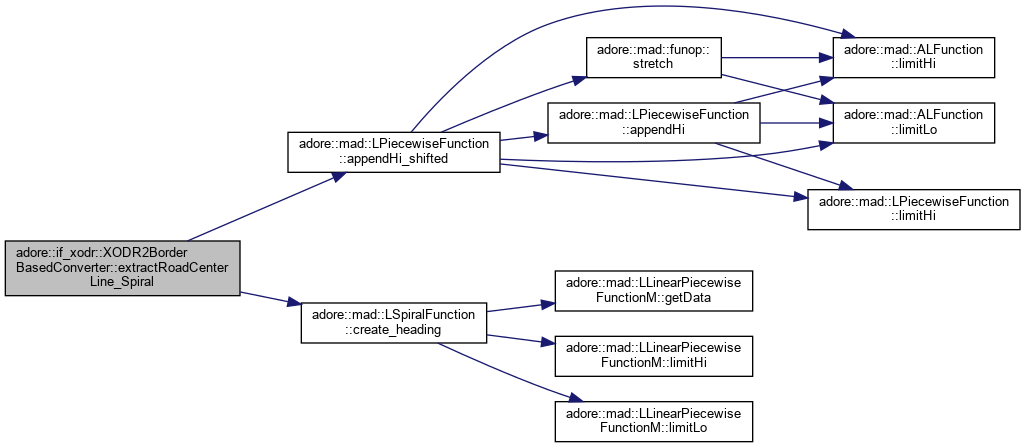 adore::if_xodr::XODR2Border
BasedConverter::extractRoadCenter
Line_Spiral
adore::mad::LPiecewiseFunction
::appendHi_shifted
adore::mad::funop::
stretch
adore::mad::LPiecewiseFunction
::appendHi
adore::mad::ALFunction
::limitHi
adore::mad::ALFunction
::limitLo
adore::mad::LPiecewiseFunction
::limitHi
adore::mad::LSpiralFunction
::create_heading
adore::mad::LLinearPiecewise
FunctionM::getData
adore::mad::LLinearPiecewise
FunctionM::limitHi
adore::mad::LLinearPiecewise
FunctionM::limitLo